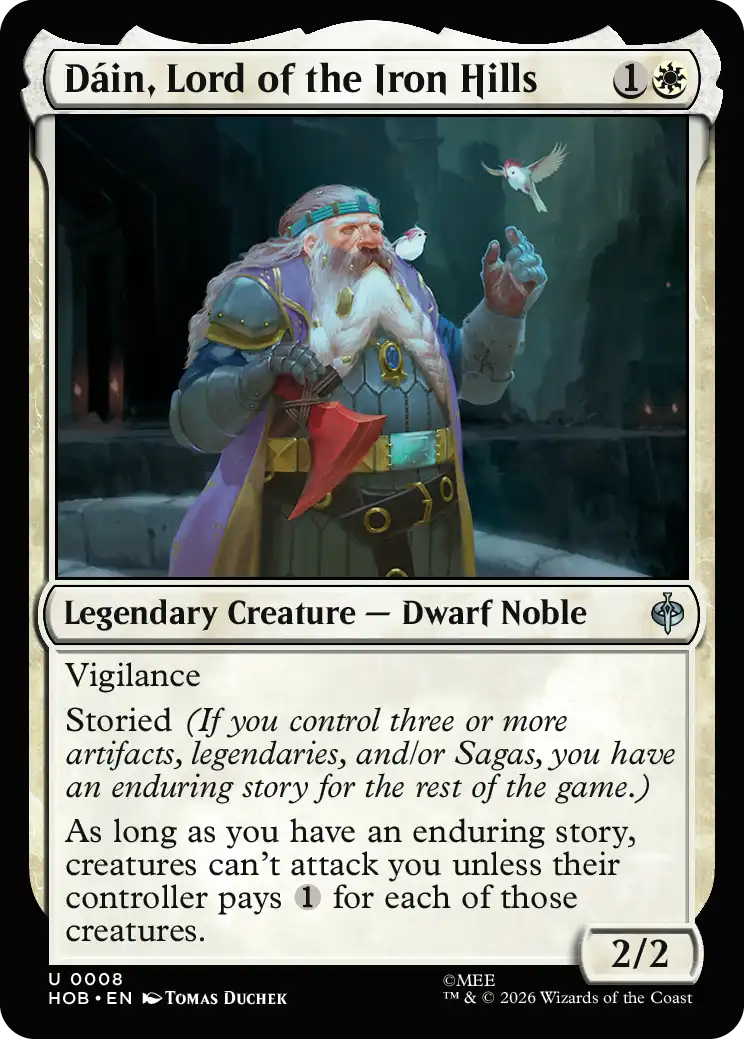 Dáin, Lord of the Iron Hills 1
Legendary Creature — Dwarf Noble
Vigilance
Storied (If you control three or more
artifacts, legendaries, and/or Sagas, you have
an enduring story for the rest of the game.)
As long as you have an enduring story,
creatures can't attack you unless their
controller pays 1 for each of those
creatures.
2/2
U 0008
HOB • EN Tomas Duchek
©MEE
™ & © 2026 Wizards of the Coast